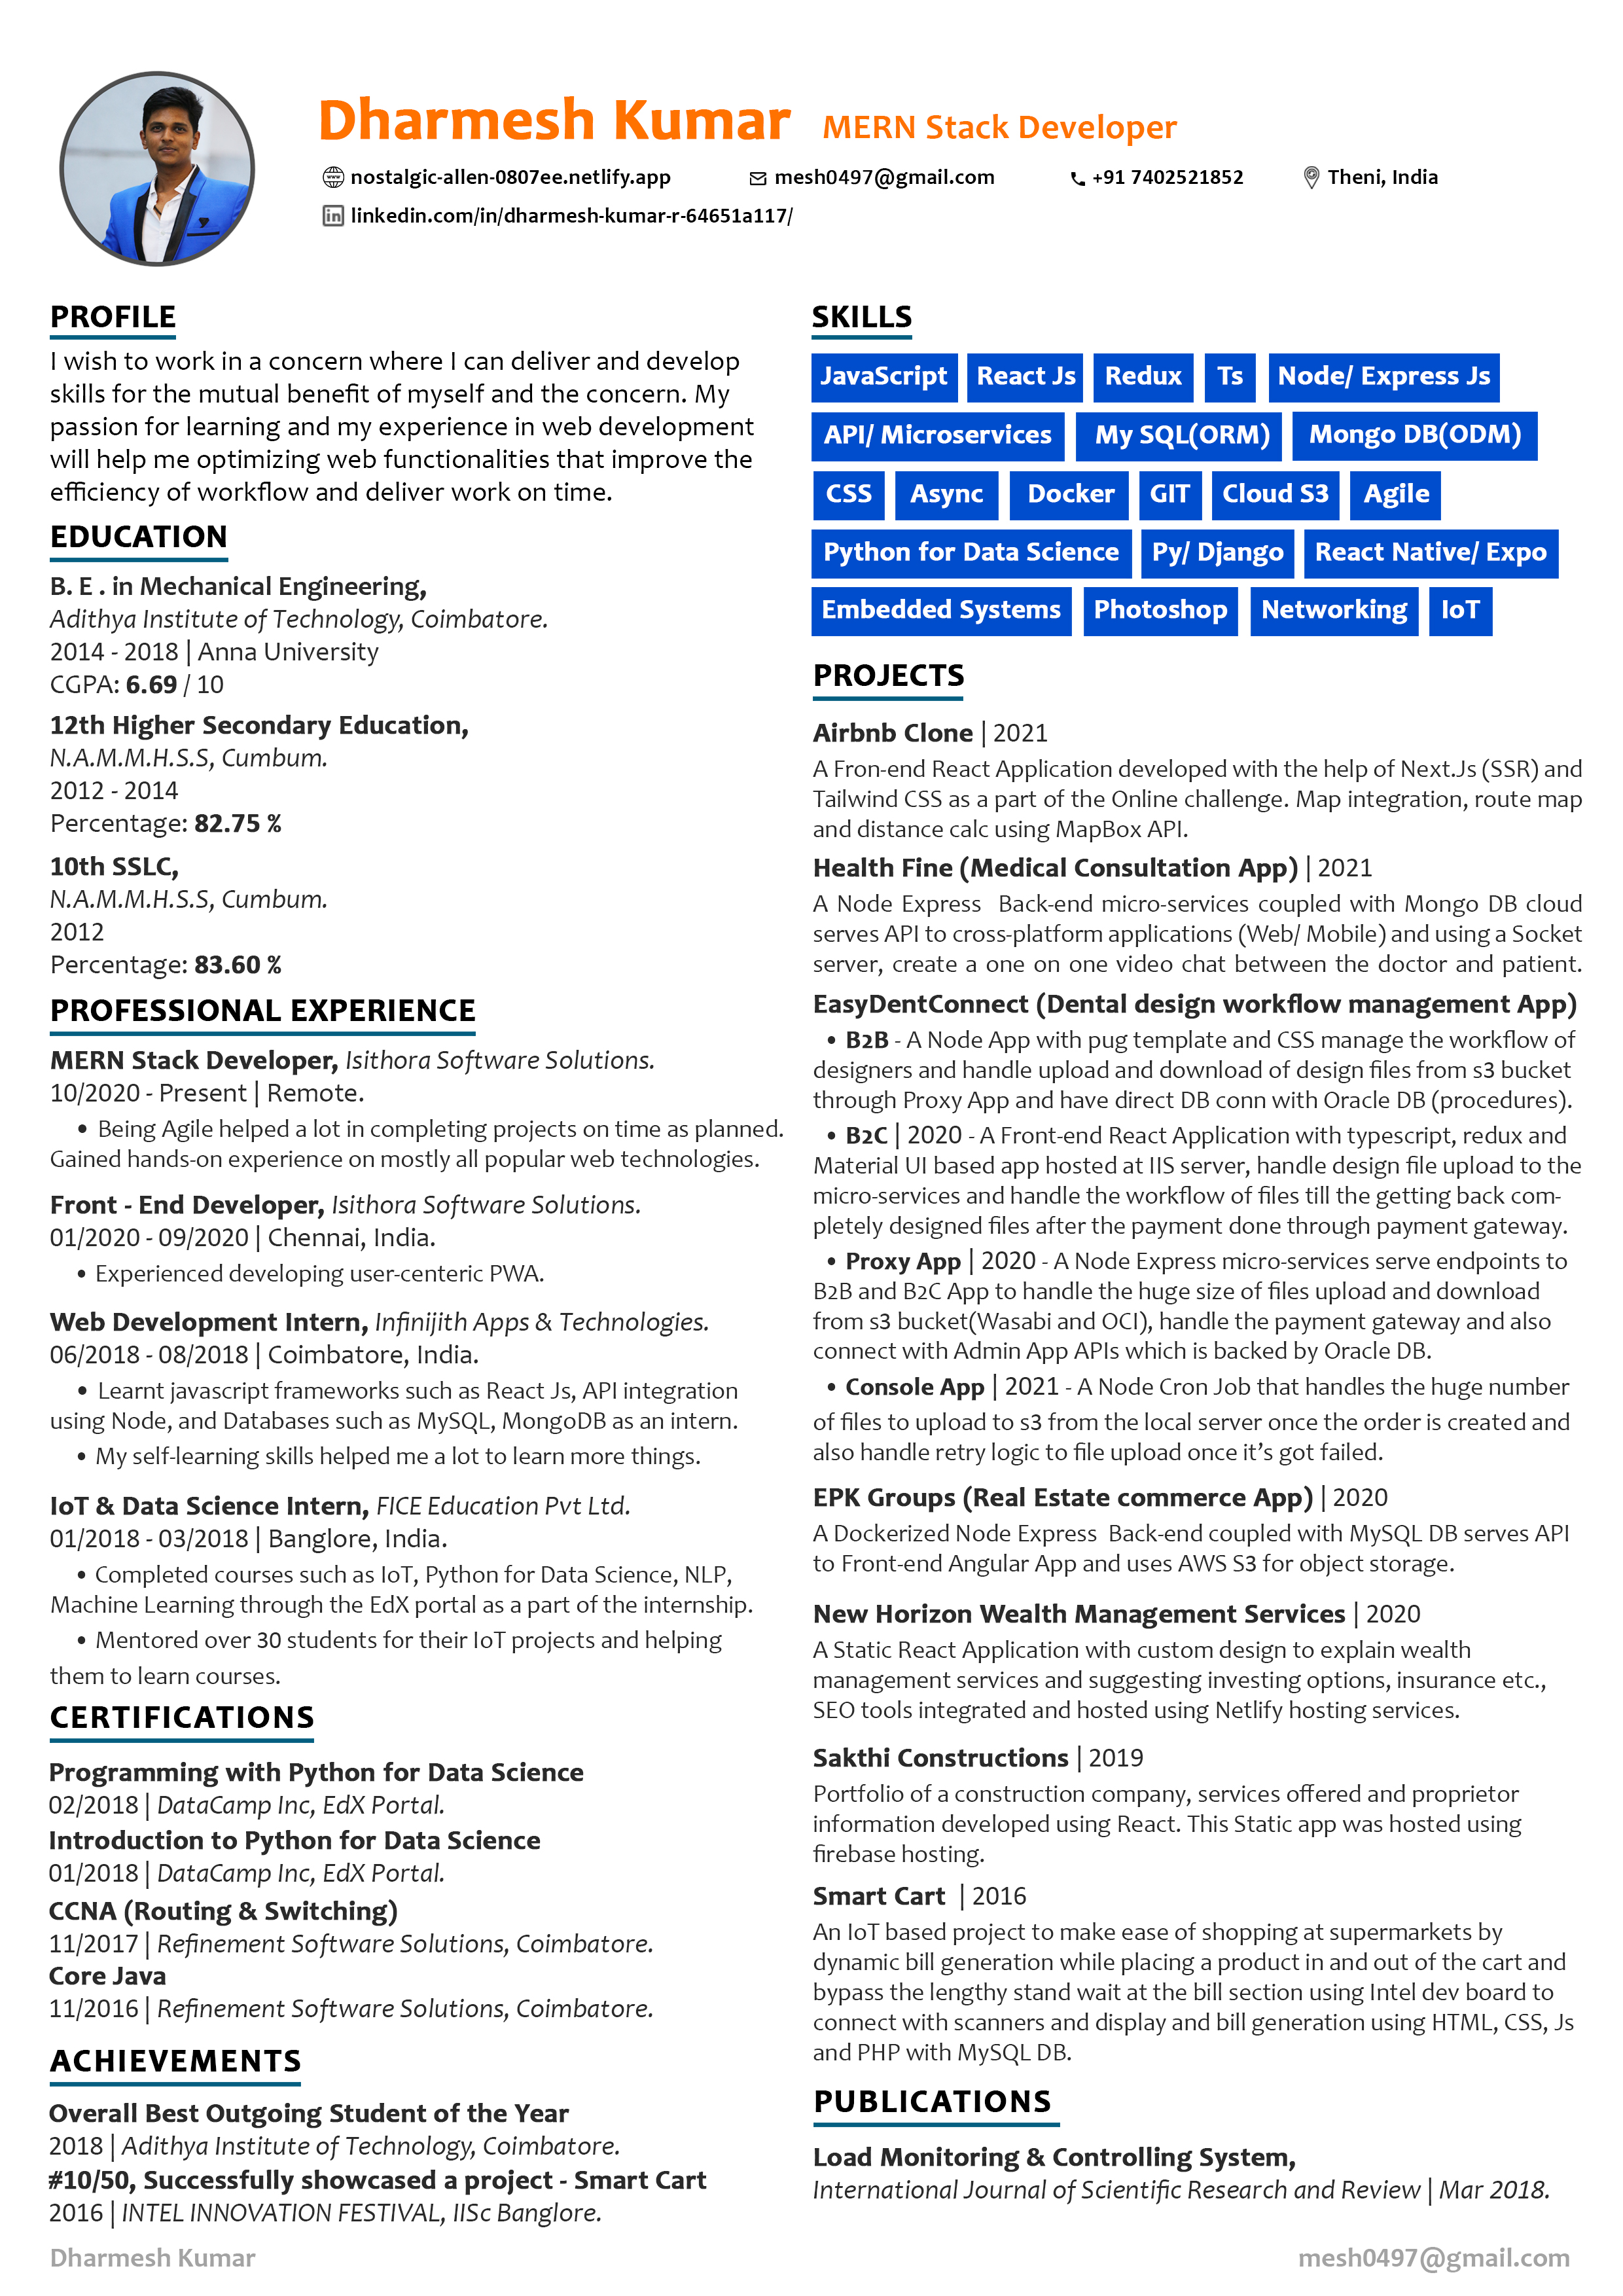 Dharmesh Kumar MERN Stack Developer
nostalgic-allen-0807ee.netlify.app mesh0497@gmail.com +91 7402521852 Theni, India
linkedin.com/in/dharmesh-kumar-r-64651a117/
PROFILE
I wish to work in a concern where I can deliver and develop
skills for the mutual benefit of myself and the concern. My
passion for learning and my experience in web development
will help me optimizing web functionalities that improve the
efficiency of workflow and deliver work on time.
EDUCATION
B. E . in Mechanical Engineering,
Adithya Institute of Technology, Coimbatore.
2014 - 2018 | Anna University
CGPA: 6.69 / 10
12th Higher Secondary Education,
N.A.M.M.H.S.S, Cumbum.
2012 - 2014
Percentage: 82.75 %
10th SSLC,
N.A.M.M.H.S.S, Cumbum.
2012
Percentage: 83.60 %
PROFESSIONAL EXPERIENCE
MERN Stack Developer, Isithora Software Solutions.
10/2020 - Present | Remote.
• Being Agile helped a lot in completing projects on time as planned.
Gained hands-on experience on mostly all popular web technologies.
Front - End Developer, Isithora Software Solutions.
01/2020 - 09/2020 | Chennai, India.
• Experienced developing user-centeric PWA.
Web Development Intern, Infinijith Apps & Technologies.
06/2018 - 08/2018 | Coimbatore, India.
• Learnt javascript frameworks such as React Js, API integration
using Node, and Databases such as MySQL, MongoDB as an intern.
• My self-learning skills helped me a lot to learn more things.
IoT & Data Science Intern, FICE Education Pvt Ltd.
01/2018 - 03/2018 | Banglore, India.
• Completed courses such as IoT, Python for Data Science, NLP,
Machine Learning through the EdX portal as a part of the internship.
• Mentored over 30 students for their IoT projects and helping
them to learn courses.
CERTIFICATIONS
Programming with Python for Data Science
02/2018 | DataCamp Inc, EdX Portal.
Introduction to Python for Data Science
01/2018 | DataCamp Inc, EdX Portal.
CCNA (Routing & Switching)
11/2017 | Refinement Software Solutions, Coimbatore.
Core Java
11/2016 | Refinement Software Solutions, Coimbatore.
ACHIEVEMENTS
Overall Best Outgoing Student of the Year
2018 | Adithya Institute of Technology, Coimbatore.
#10/50, Successfully showcased a project - Smart Cart
2016 | INTEL INNOVATION FESTIVAL, IISc Banglore.
SKILLS
JavaScript React Js Redux Ts Node/ Express Js
API/ Microservices My SQL(ORM) Mongo DB(ODM)
CSS Async Docker GIT Cloud S3 Agile
Python for Data Science Py/ Django React Native/ Expo
Embedded Systems Photoshop Networking IoT
PROJECTS
Airbnb Clone | 2021
A Fron-end React Application developed with the help of Next.Js (SSR) and
Tailwind CSS as a part of the Online challenge. Map integration, route map
and distance calc using MapBox API.
Health Fine (Medical Consultation App) | 2021
A Node Express Back-end micro-services coupled with Mongo DB cloud
serves API to cross-platform applications (Web/ Mobile) and using a Socket
server, create a one on one video chat between the doctor and patient.
EasyDentConnect (Dental design workflow management App)
• B2B - A Node App with pug template and CSS manage the workflow of
designers and handle upload and download of design files from s3 bucket
through Proxy App and have direct DB conn with Oracle DB (procedures).
• B2C | 2020 - A Front-end React Application with typescript, redux and
Material UI based app hosted at IIS server, handle design file upload to the
micro-services and handle the workflow of files till the getting back com-
pletely designed files after the payment done through payment gateway.
• Proxy App | 2020 - A Node Express micro-services serve endpoints to
B2B and B2C App to handle the huge size of files upload and download
from s3 bucket(Wasabi and OCI), handle the payment gateway and also
connect with Admin App APIs which is backed by Oracle DB.
• Console App | 2021 - A Node Cron Job that handles the huge number
of files to upload to s3 from the local server once the order is created and
also handle retry logic to file upload once it’s got failed.
EPK Groups (Real Estate commerce App) | 2020
A Dockerized Node Express Back-end coupled with MySQL DB serves API
to Front-end Angular App and uses AWS S3 for object storage.
New Horizon Wealth Management Services | 2020
A Static React Application with custom design to explain wealth
management services and suggesting investing options, insurance etc.,
SEO tools integrated and hosted using Netlify hosting services.
Sakthi Constructions | 2019
Portfolio of a construction company, services offered and proprietor
information developed using React. This Static app was hosted using
firebase hosting.
Smart Cart | 2016
An IoT based project to make ease of shopping at supermarkets by
dynamic bill generation while placing a product in and out of the cart and
bypass the lengthy stand wait at the bill section using Intel dev board to
connect with scanners and display and bill generation using HTML, CSS, Js
and PHP with MySQL DB.
PUBLICATIONS
Load Monitoring & Controlling System,
International Journal of Scientific Research and Review | Mar 2018.
Dharmesh Kumar mesh0497@gmail.com